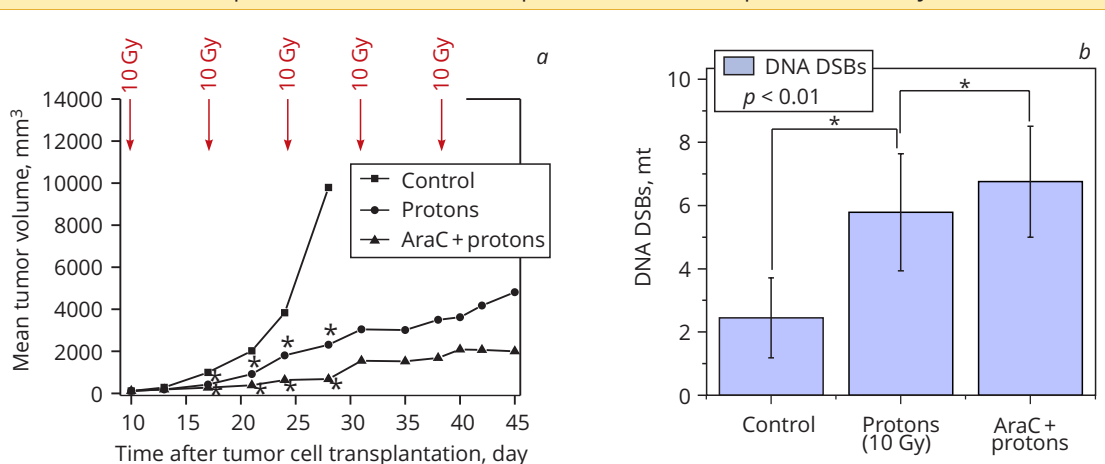 10 Gy
10 Gy
10 Gy
10 Gy
10 Gy
a
14000
12000
10000
8000
6000
4000
2000
0
Mean tumor volume, mm³
Control
Protons
AraC + protons
*
*
*
*
*
*
*
*
10 15 20 25 30 35 40 45
Time after tumor cell transplantation, day
b
DNA DSBs
p < 0.01
*
*
10
8
6
4
2
0
DNA DSBs, mt
Control
Protons
(10 Gy)
AraC +
protons